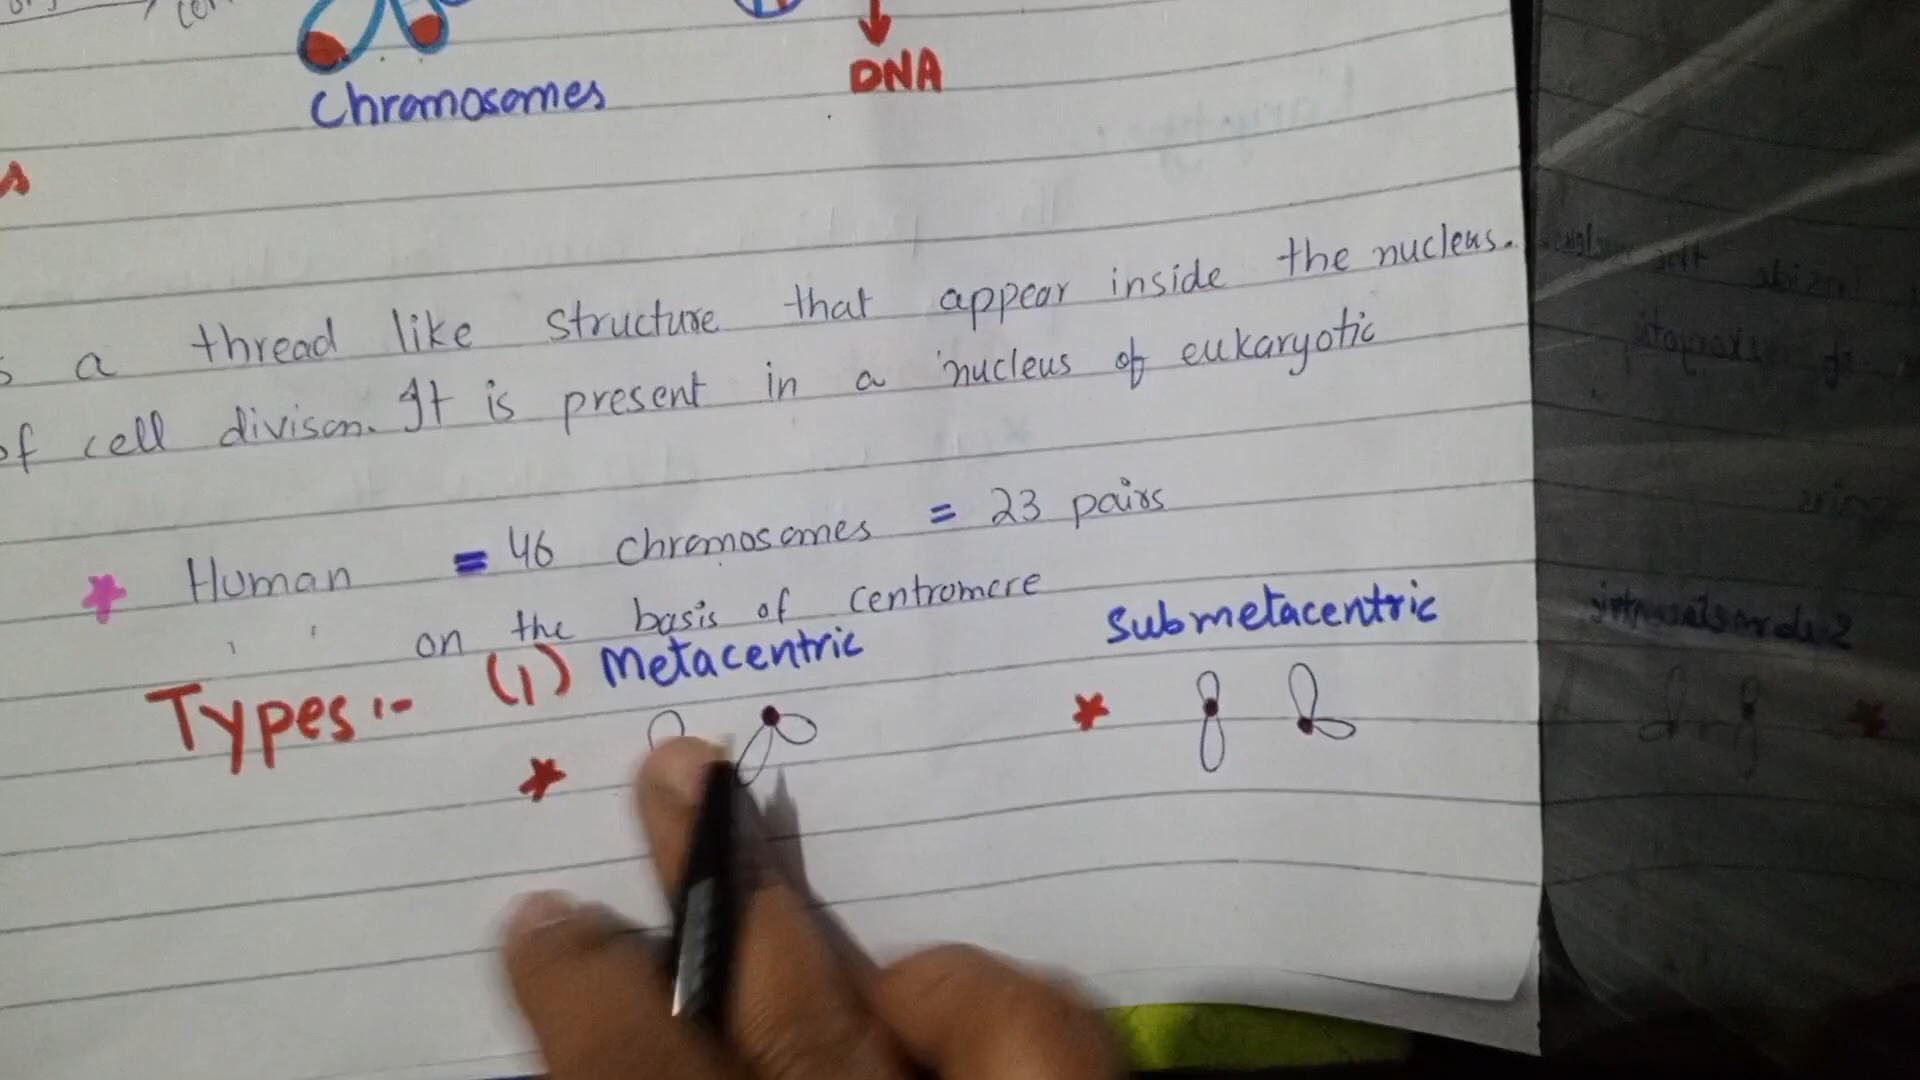 Chromosomes
DNA
a thread like structure that appear inside the nucleus.
of cell divison. It is present in a nucleus of eukaryotic
Human = 46 chromosomes = 23 pairs
on the basis of centromere
Types:- (1) Metacentric
Submetacentric